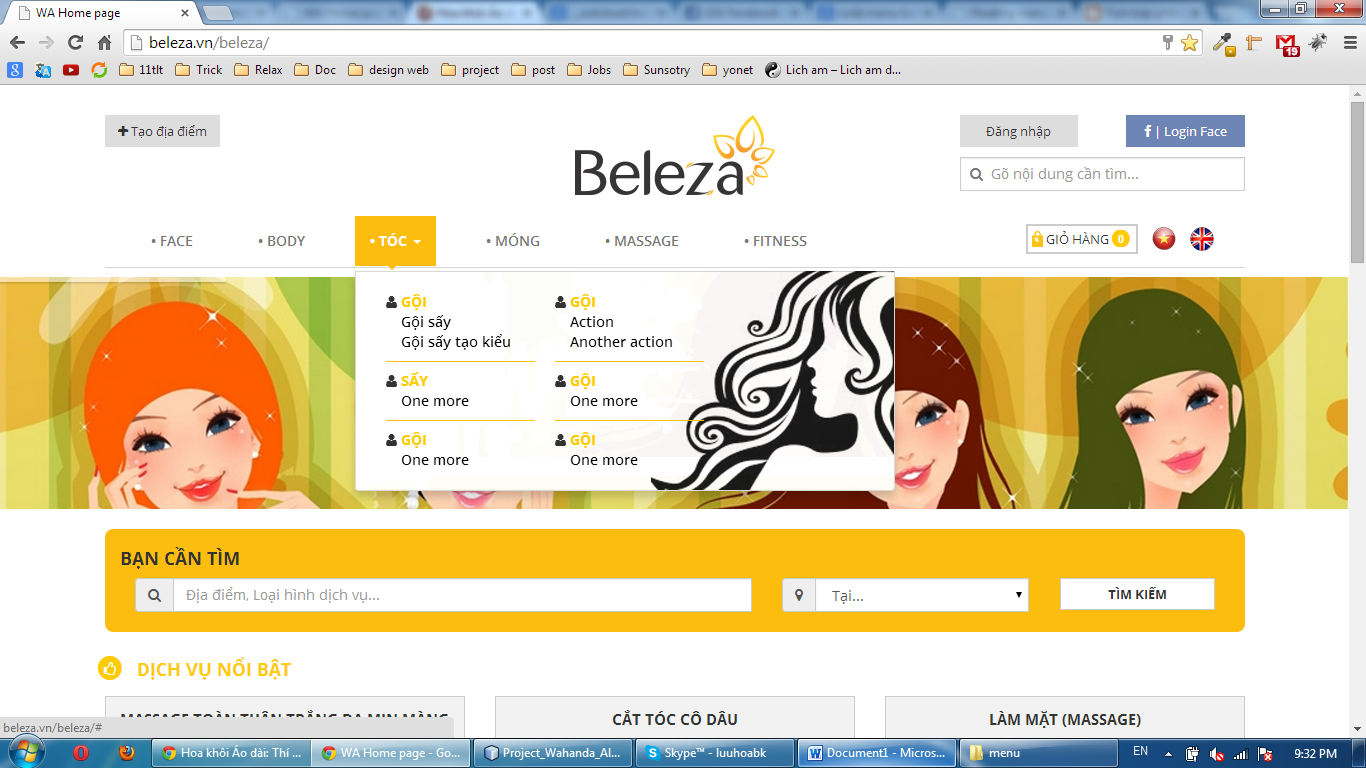 WA Home page
beleza.vn/beleza/
19
11tlt
Trick
Relax
Doc
design web
project
post
Jobs
Sunsotry
yonet
Lich am – Lich am d...
Tạo địa điểm
Beleza
Đăng nhập
f | Login Face
Gõ nội dung cần tìm...
• FACE
• BODY
• TÓC
• MÓNG
• MASSAGE
• FITNESS
GIỎ HÀNG 0
GỘI
Gội sấy
Gội sấy tạo kiểu
GỘI
Action
Another action
SẤY
One more
GỘI
One more
GỘI
One more
GỘI
One more
BẠN CẦN TÌM
Địa điểm, Loại hình dịch vụ...
Tại...
TÌM KIẾM
DỊCH VỤ NỔI BẬT
MASSAGE TOÀN THÂN TRẮNG DA MỊN MÀNG
CẮT TÓC CÔ DÂU
LÀM MẶT (MASSAGE)
beleza.vn/beleza/#
Hoa khôi Áo dài: Thí ...
WA Home page - Go...
Project_Wahanda_Al...
Skype™ - luuhoabk
Document1 - Micros...
menu
EN
9:32 PM